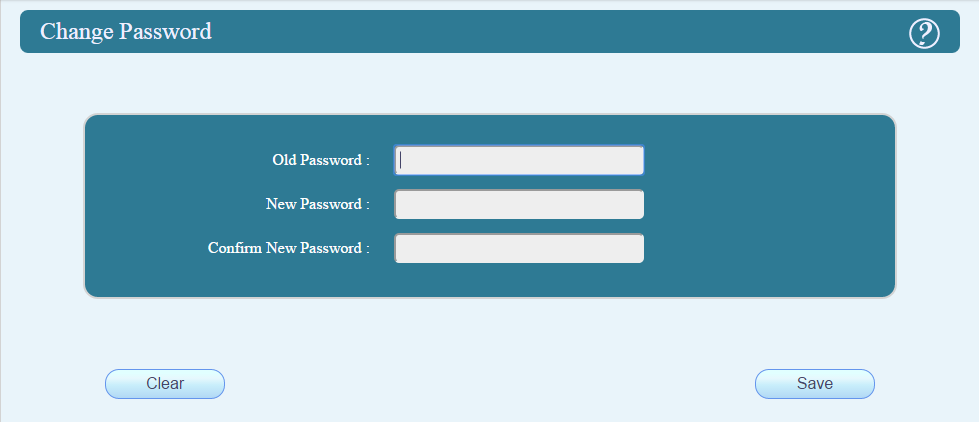 Change Password ?
Old Password :
New Password :
Confirm New Password :
Clear Save